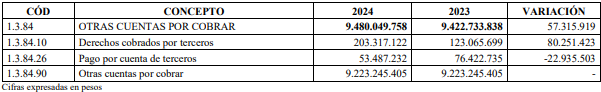 CÓD CONCEPTO 2024 2023 VARIACIÓN
1.3.84 OTRAS CUENTAS POR COBRAR 9.480.049.758 9.422.733.838 57.315.919
1.3.84.10 Derechos cobrados por terceros 203.317.122 123.065.699 80.251.423
1.3.84.26 Pago por cuenta de terceros 53.487.232 76.422.735 -22.935.503
1.3.84.90 Otras cuentas por cobrar 9.223.245.405 9.223.245.405 -
Cifras expresadas en pesos